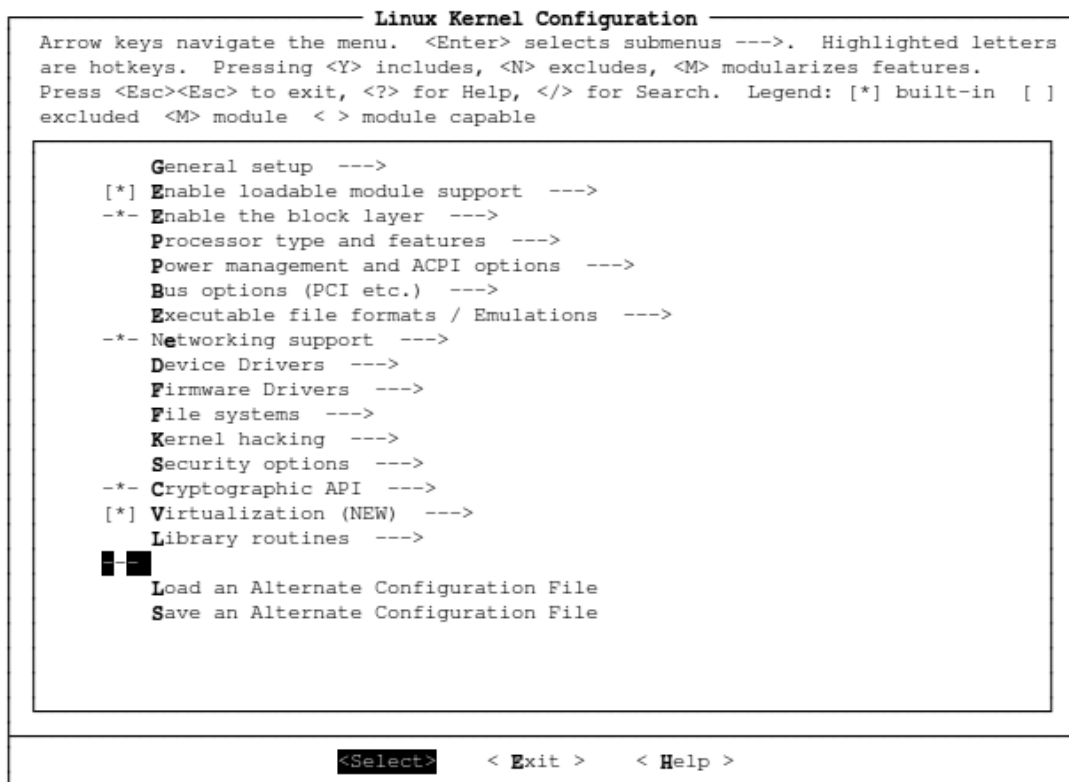 Linux Kernel Configuration
Arrow keys navigate the menu.  <Enter> selects submenus --->.  Highlighted letters
are hotkeys.  Pressing <Y> includes, <N> excludes, <M> modularizes features.
Press <Esc><Esc> to exit, <?> for Help, </> for Search.  Legend: [*] built-in  [ ]
excluded  <M> module  < > module capable
General setup  --->
[*] Enable loadable module support  --->
-*- Enable the block layer  --->
Processor type and features  --->
Power management and ACPI options  --->
Bus options (PCI etc.)  --->
Executable file formats / Emulations  --->
-*- Networking support  --->
Device Drivers  --->
Firmware Drivers  --->
File systems  --->
Kernel hacking  --->
Security options  --->
-*- Cryptographic API  --->
[*] Virtualization (NEW)  --->
Library routines  --->
---
Load an Alternate Configuration File
Save an Alternate Configuration File
<Select>    < Exit >    < Help >